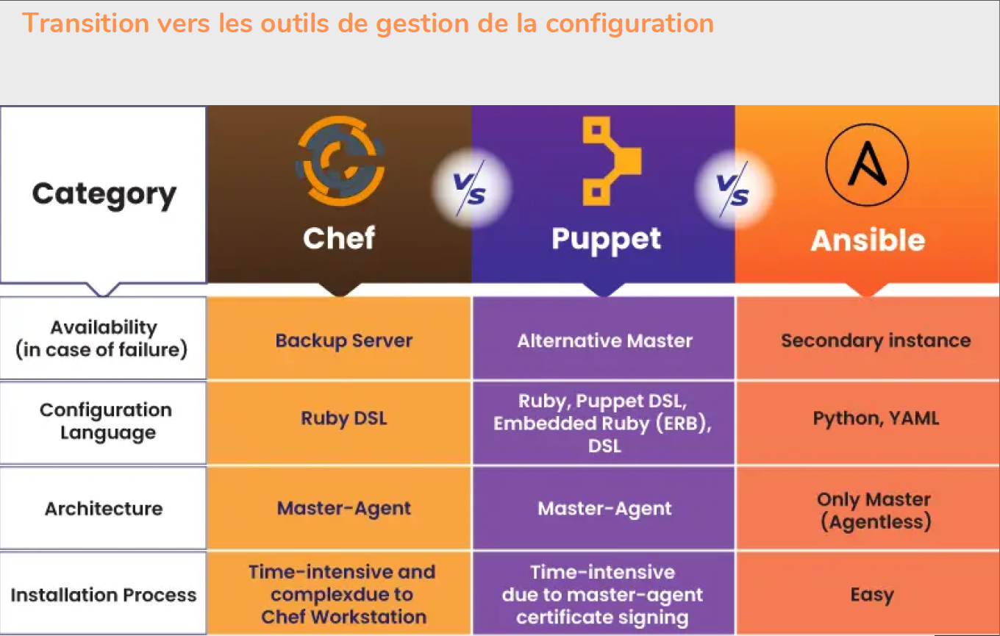 Transition vers les outils de gestion de la configuration
Category
Chef
V/S
Puppet
V/S
Ansible
Availability
(in case of failure)
Backup Server
Alternative Master
Secondary instance
Configuration
Language
Ruby DSL
Ruby, Puppet DSL,
Embedded Ruby (ERB),
DSL
Python, YAML
Architecture
Master-Agent
Master-Agent
Only Master
(Agentless)
Installation Process
Time-intensive and
complexdue to
Chef Workstation
Time-intensive
due to master-agent
certificate signing
Easy